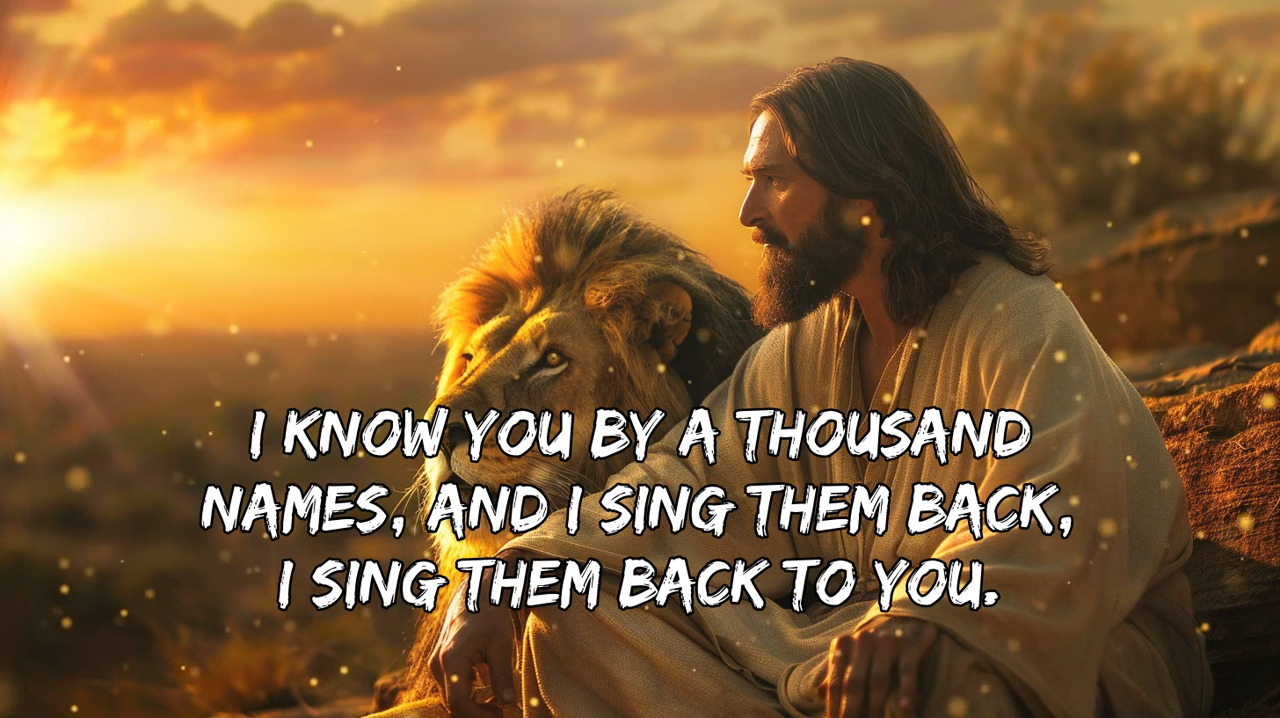 I KNOW YOU BY A THOUSAND
NAMES, AND I SING THEM BACK,
I SING THEM BACK TO YOU.